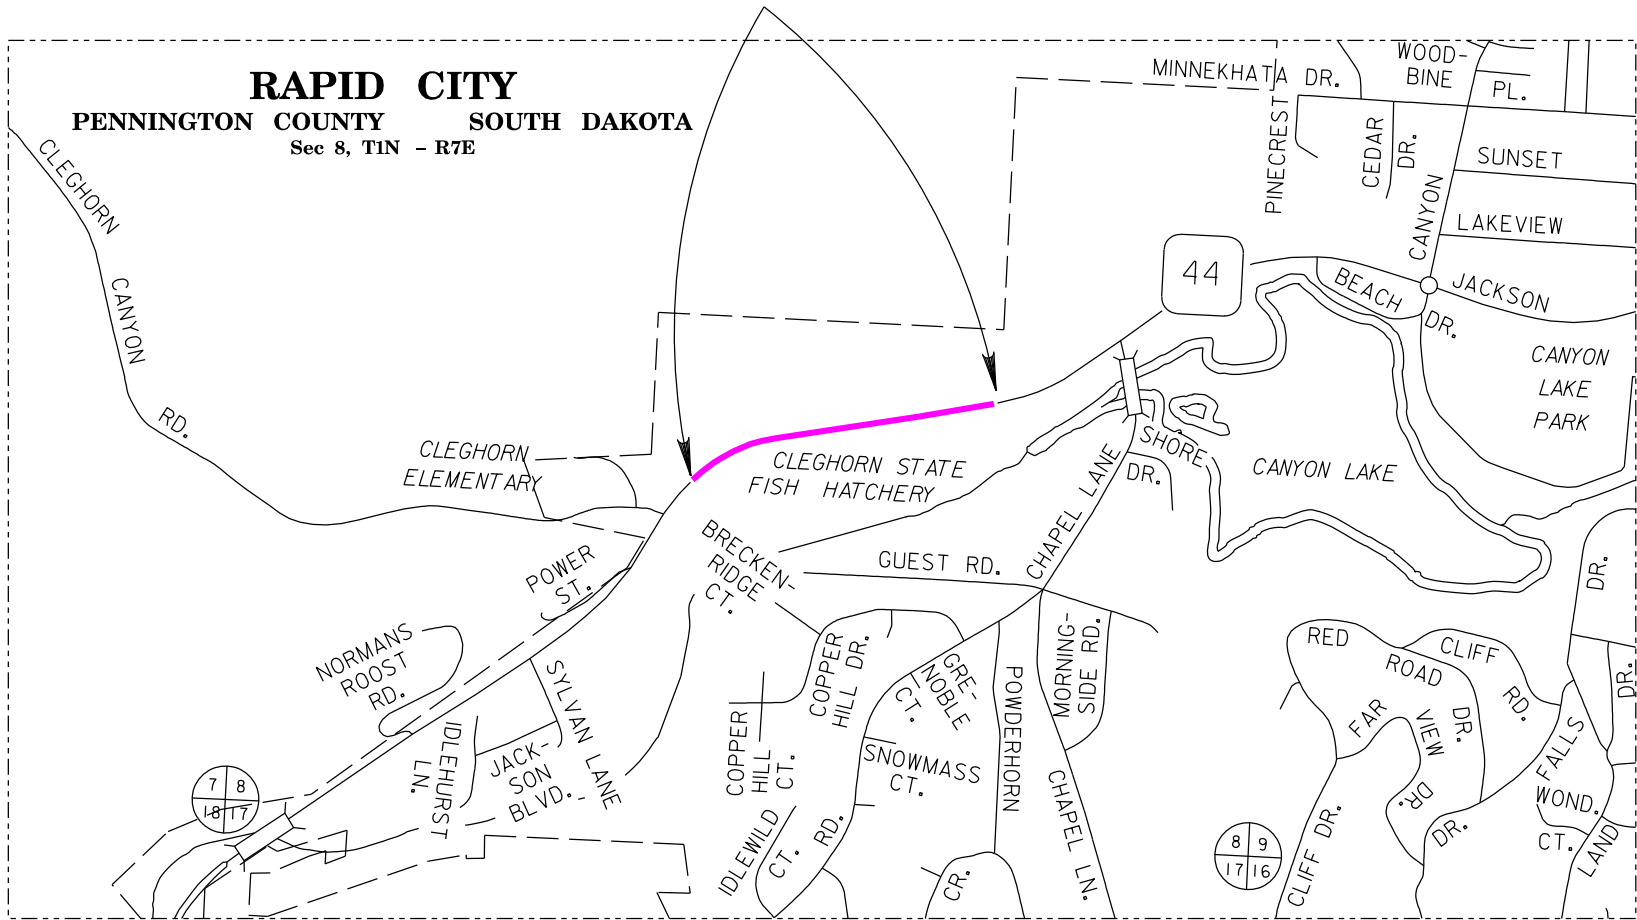 RAPID CITY
PENNINGTON COUNTY SOUTH DAKOTA
Sec 8, T1N – R7E
CLEGHORN
CANYON
RD.
CLEGHORN
ELEMENTARY
CLEGHORN STATE
FISH HATCHERY
MINNEKHATA DR.
WOOD-
BINE
PL.
PINECREST
CEDAR
DR.
CANYON
SUNSET
LAKEVIEW
44
BEACH
DR.
JACKSON
CANYON
LAKE
PARK
CANYON LAKE
SHORE
DR.
CHAPEL LANE
GUEST RD.
BRECKEN-
RIDGE
CT.
POWER
ST.
NORMANS
ROOST
RD.
SYLVAN LANE
IDLEHURST
LN.
JACK-
SON
BLVD.
COPPER
HILL DR.
COPPER
HILL
CT.
GRE-
NOBLE
CT.
SNOWMASS
CT.
POWDERHORN
MORNING-
SIDE RD.
CHAPEL LN.
IDLEWILD
CT.
RD.
CR.
RED
ROAD
DR.
CLIFF
RD.
FAR
VIEW
DR.
DR.
CLIFF DR.
FALLS
DR.
DR.
WOND.
CT.
LAND
7 8
18 17
8 9
17 16